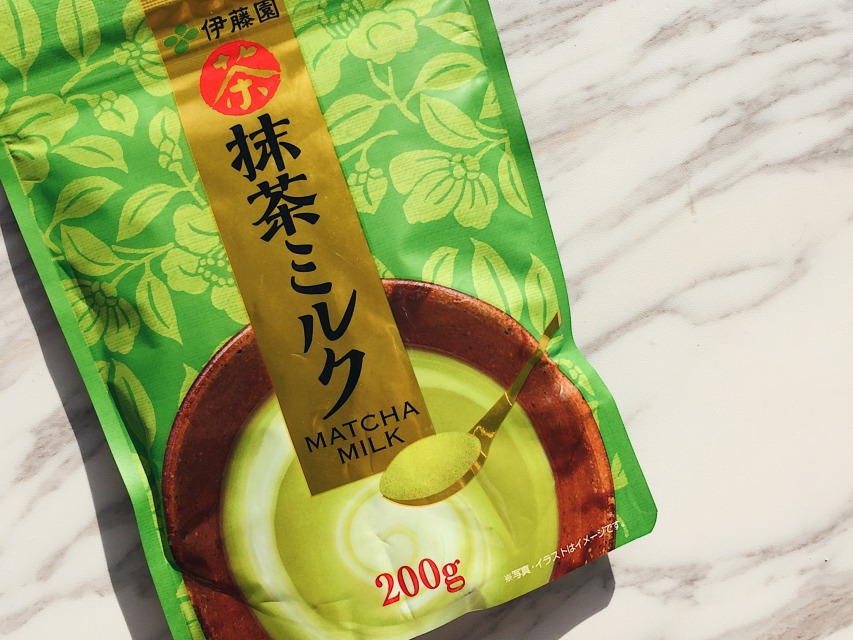 伊藤園
茶
抹茶ミルク
MATCHA
MILK
200g
※写真・イラストはイメージです。